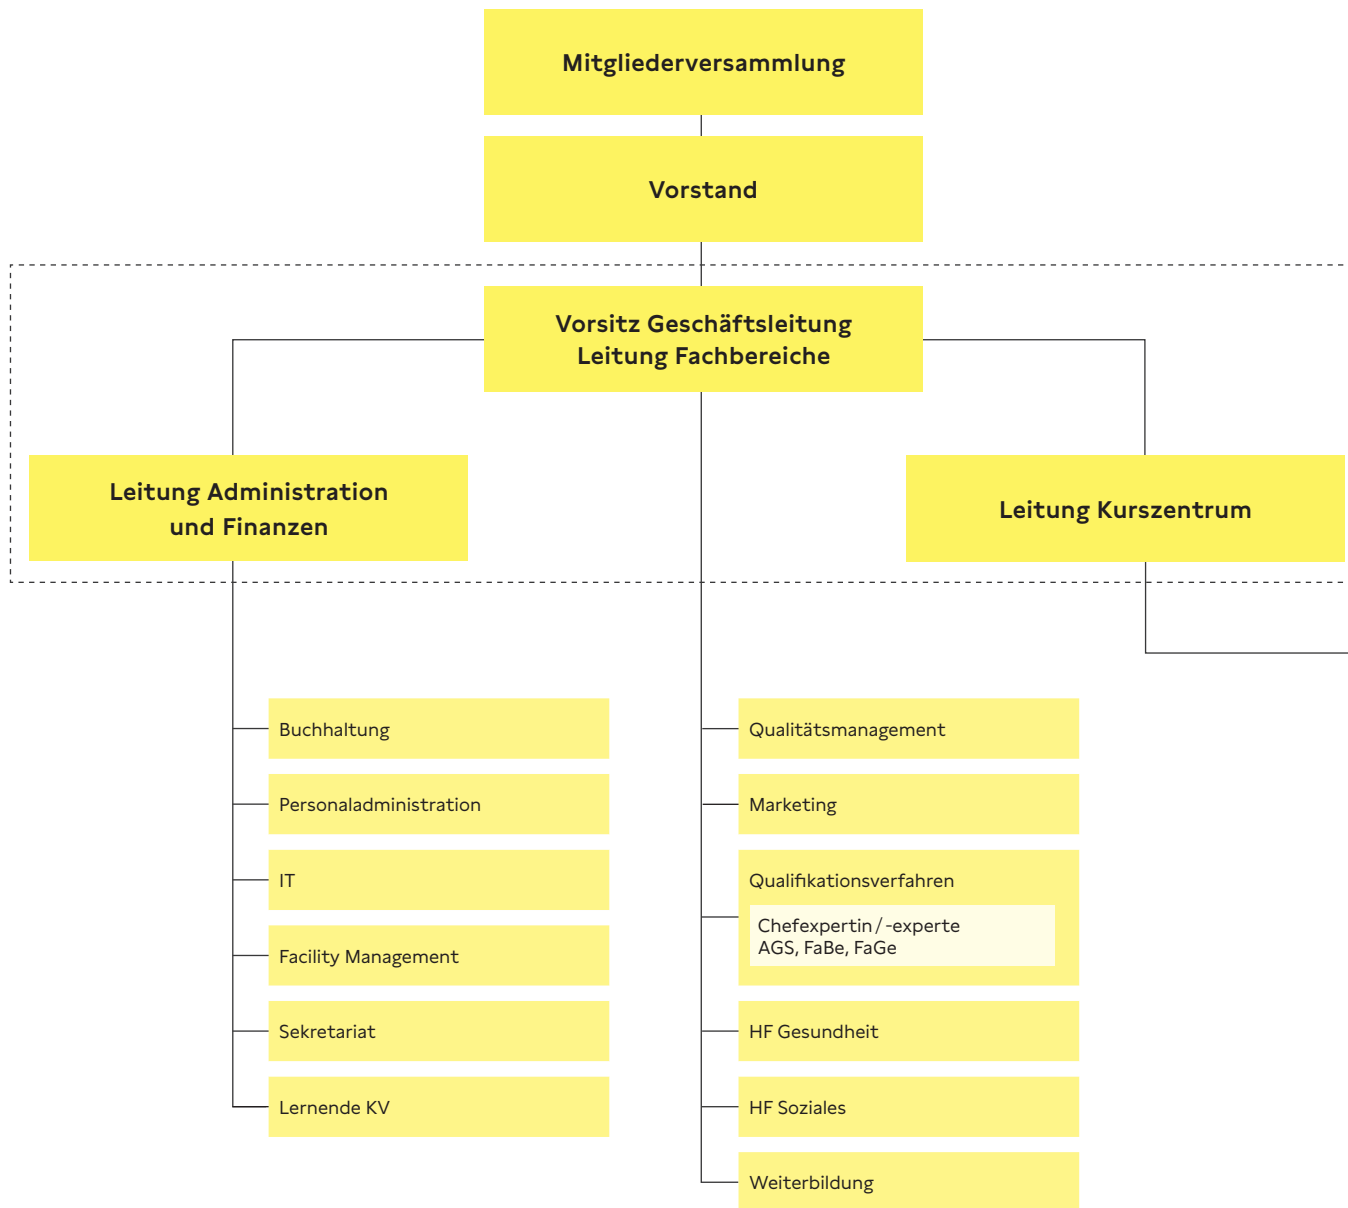 Mitgliederversammlung
Vorstand
Vorsitz Geschäftsleitung
Leitung Fachbereiche
Leitung Administration
und Finanzen
Leitung Kurszentrum
Buchhaltung
Personaladministration
IT
Facility Management
Sekretariat
Lernende KV
Qualitätsmanagement
Marketing
Qualifikationsverfahren
Chefexpertin / -experte
AGS, FaBe, FaGe
HF Gesundheit
HF Soziales
Weiterbildung